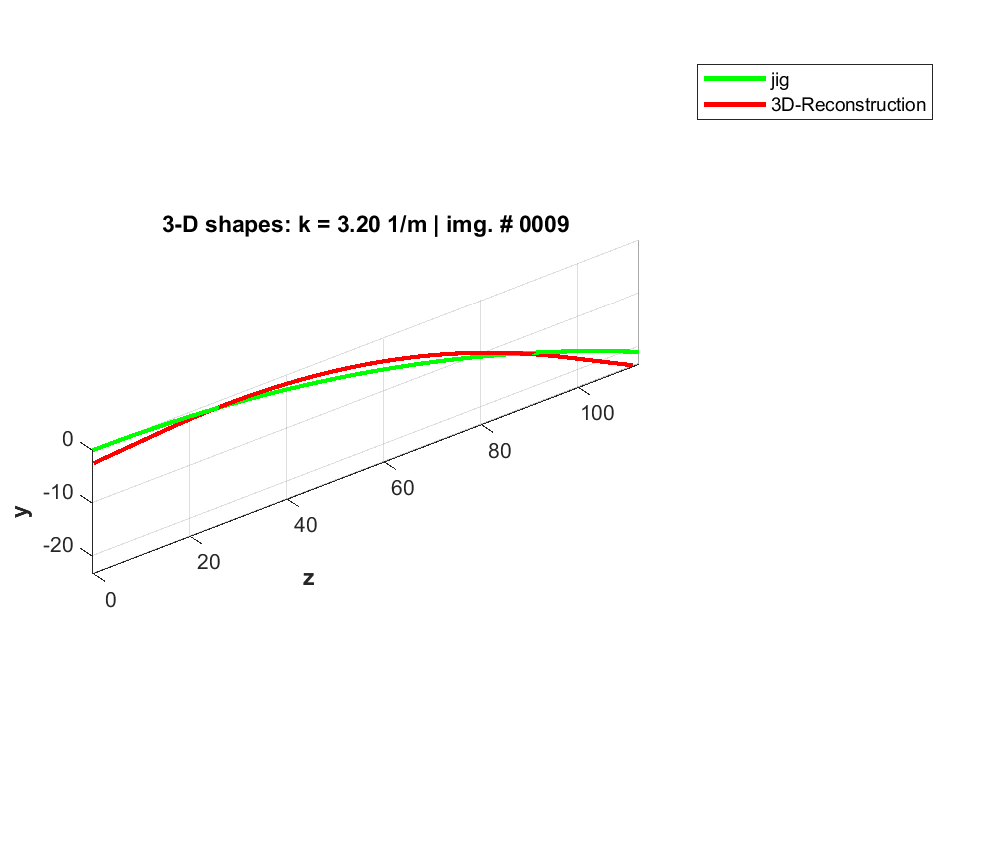 jig
3D-Reconstruction
3-D shapes: k = 3.20 1/m | img. # 0009
0
-10
-20
y
0
20
40
60
80
100
z